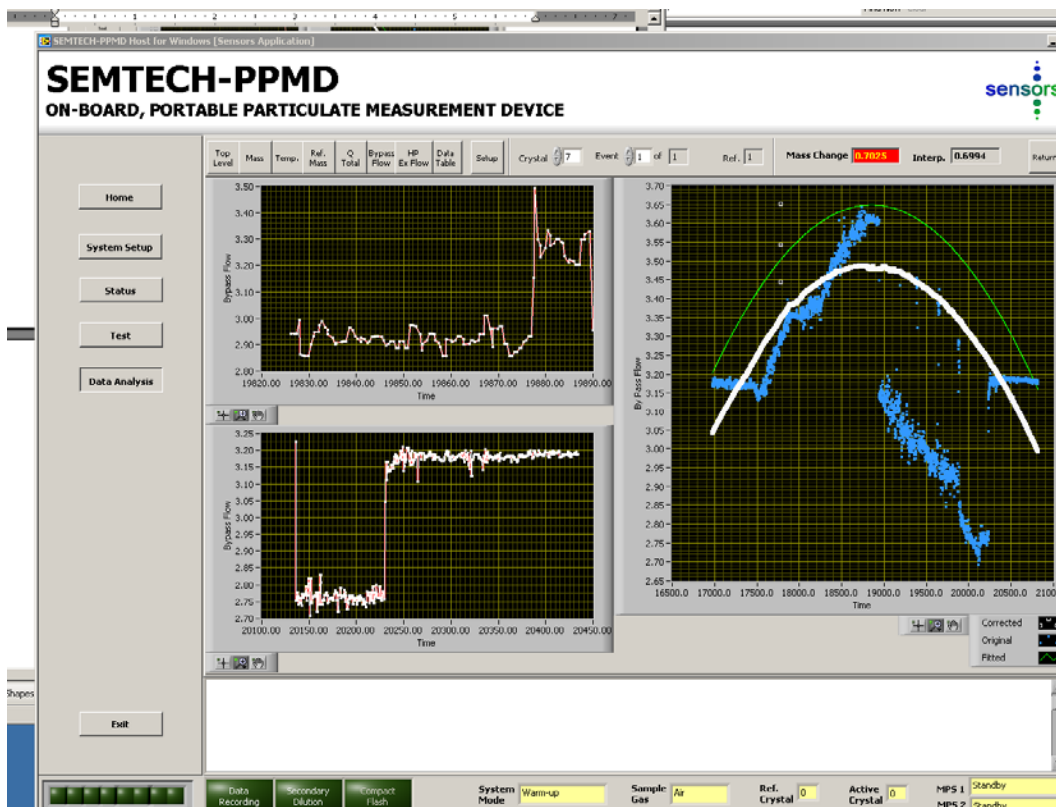 SEMTECH-PPMD Host for Windows [Sensors Application]
SEMTECH-PPMD
ON-BOARD, PORTABLE PARTICULATE MEASUREMENT DEVICE
sensors
Top Level
Mass
Temp.
Ref. Mass
Q Total
Bypass Flow
HP Ex Flow
Data Table
Setup
Crystal 7
Event 1 of 1
Ref. 1
Mass Change 0.7025
Interp. 0.6994
Return
Home
System Setup
Status
Test
Data Analysis
Exit
3.50
3.40
3.30
3.20
3.10
3.00
2.90
2.80
Bypass Flow
19820.00 19830.00 19840.00 19850.00 19860.00 19870.00 19880.00 19890.00 19900.00
Time
3.25
3.20
3.15
3.10
3.05
3.00
2.95
2.90
2.85
2.80
2.75
2.70
Bypass Flow
20100.00 20150.00 20200.00 20250.00 20300.00 20350.00 20400.00 20450.00
Time
3.70
3.65
3.60
3.55
3.50
3.45
3.40
3.35
3.30
3.25
3.20
3.15
3.10
3.05
3.00
2.95
2.90
2.85
2.80
2.75
2.70
2.65
By Pass Flow
16500.0 17000.0 17500.0 18000.0 18500.0 19000.0 19500.0 20000.0 20500.0 21000
Time
Corrected
Original
Fitted
Shapes
Data Recording
Secondary Dilution
Compact Flash
System Mode Warm-up
Sample Gas Air
Ref. Crystal 0
Active Crystal 0
MPS 1 Standby
MPS 2 Standby